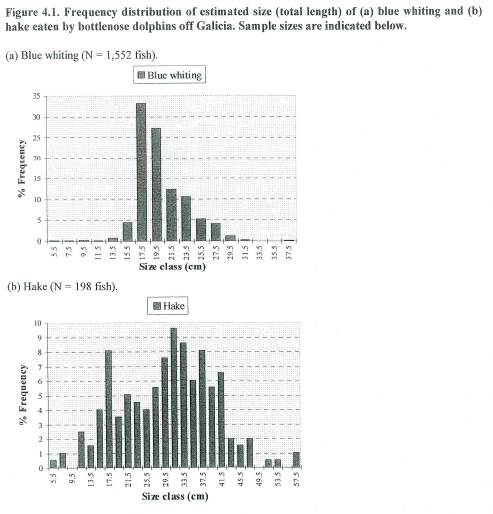 Figure 4.1. Frequency distribution of estimated size (total length) of (a) blue whiting and (b)
hake eaten by bottlenose dolphins off Galicia. Sample sizes are indicated below.
(a) Blue whiting (N = 1,552 fish).
Blue whiting
35
30
25
20
15
10
5
0
% Frequency
5.5 7.5 9.5 11.5 13.5 15.5 17.5 19.5 21.5 23.5 25.5 27.5 29.5 31.5 33.5 35.5 37.5
Size class (cm)
(b) Hake (N = 198 fish).
Hake
10
9
8
7
6
5
4
3
2
1
0
% Frequency
5.5 9.5 13.5 17.5 21.5 25.5 29.5 33.5 37.5 41.5 45.5 49.5 53.5 57.5
Size class (cm)